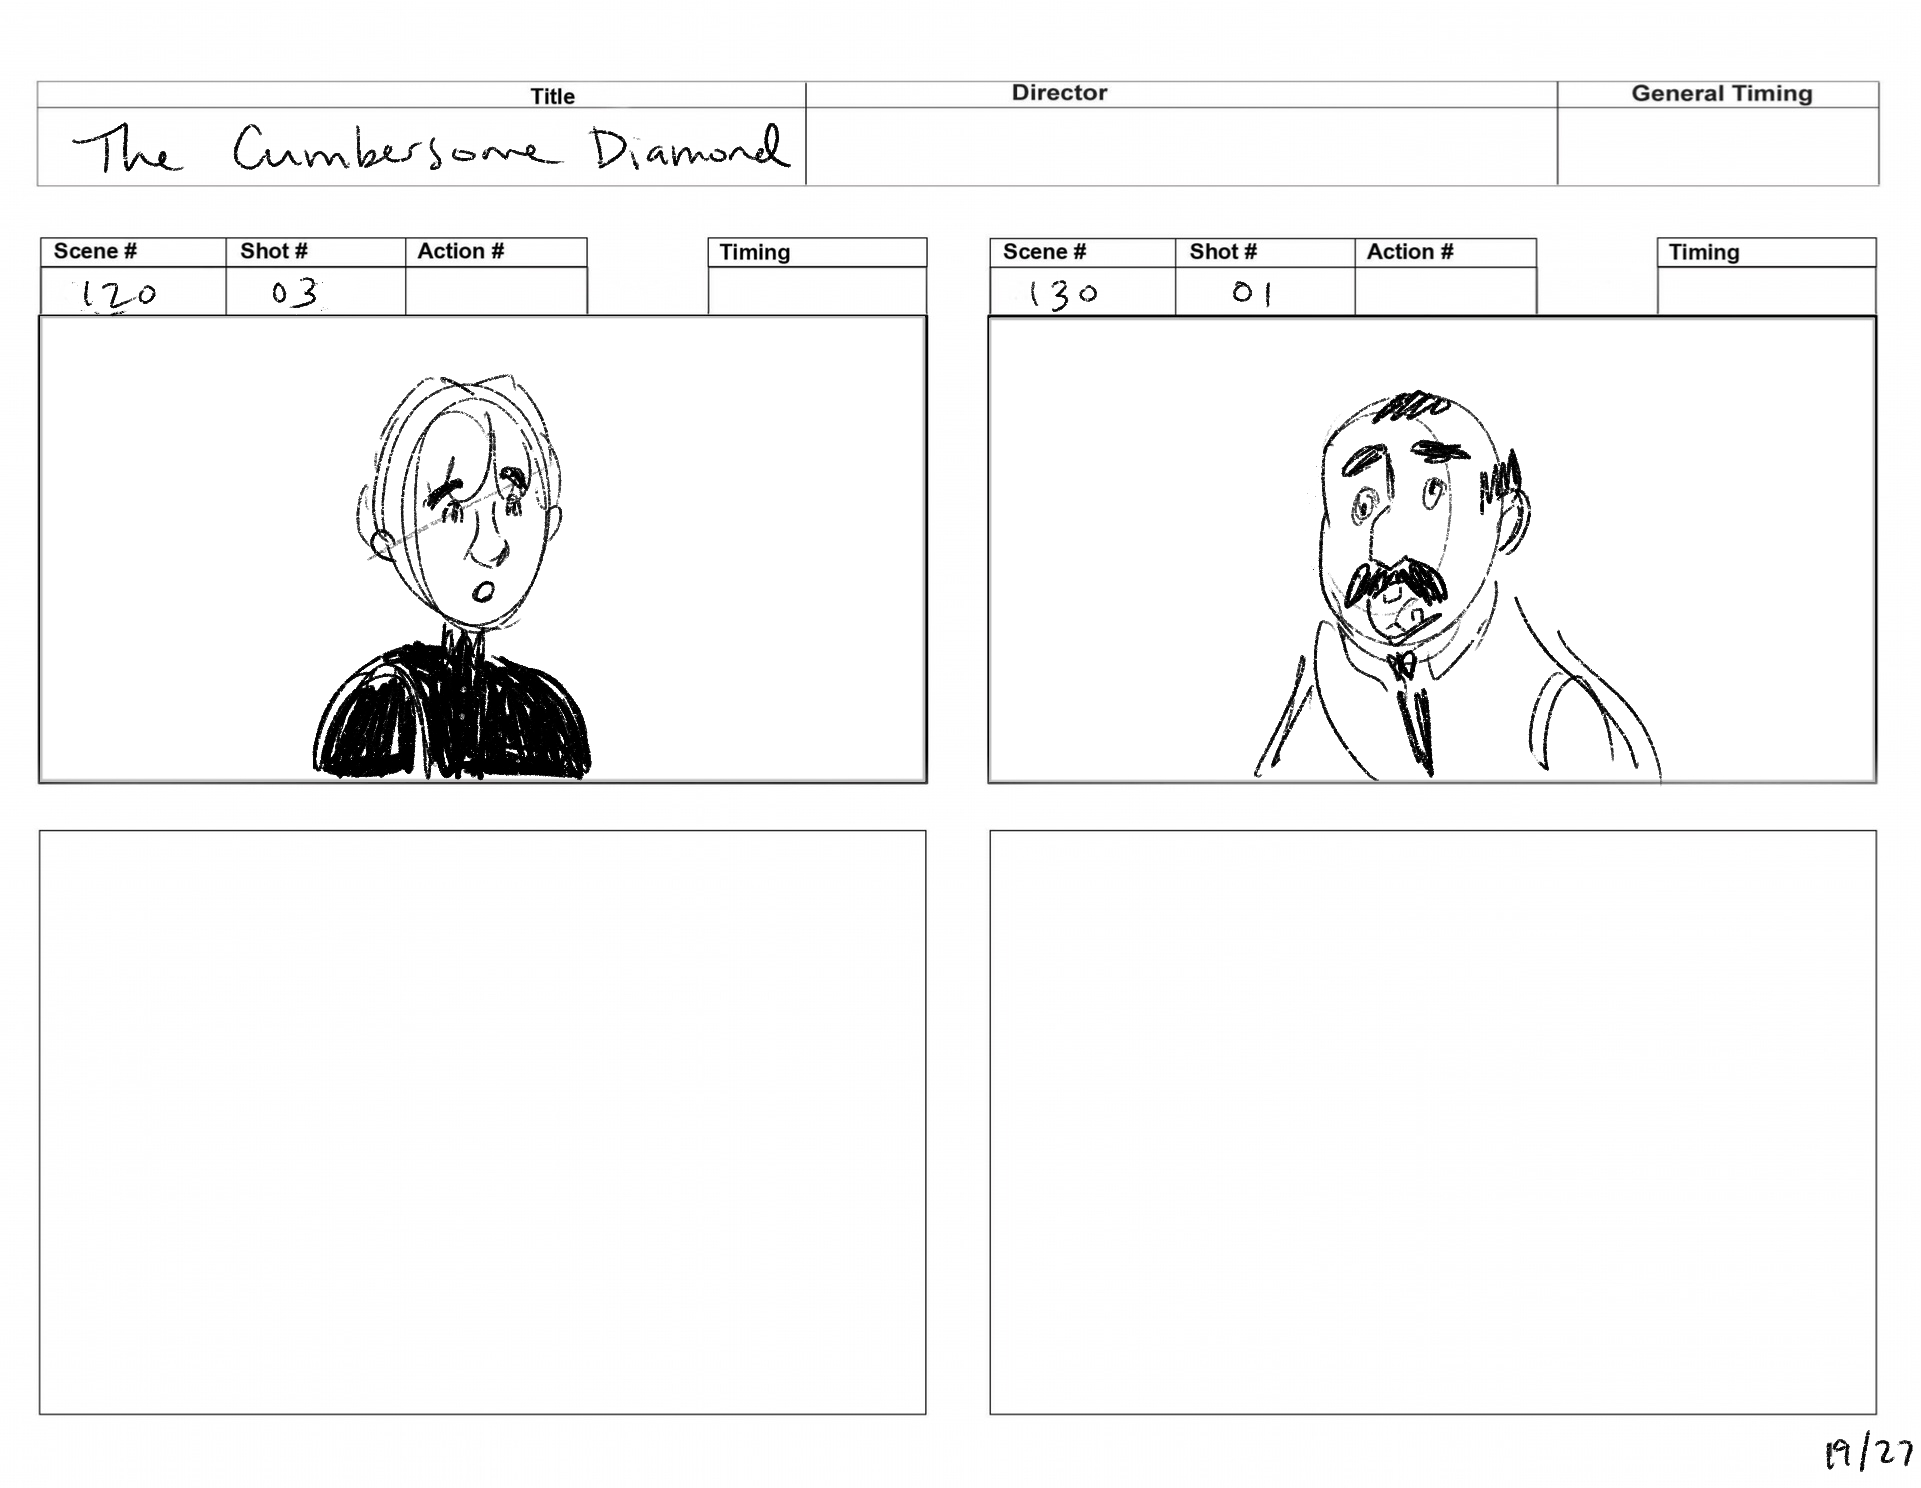 Title Director General Timing
The Cumbersome Diamond
Scene # Shot # Action # Timing
120 03
Scene # Shot # Action # Timing
130 01
19/27